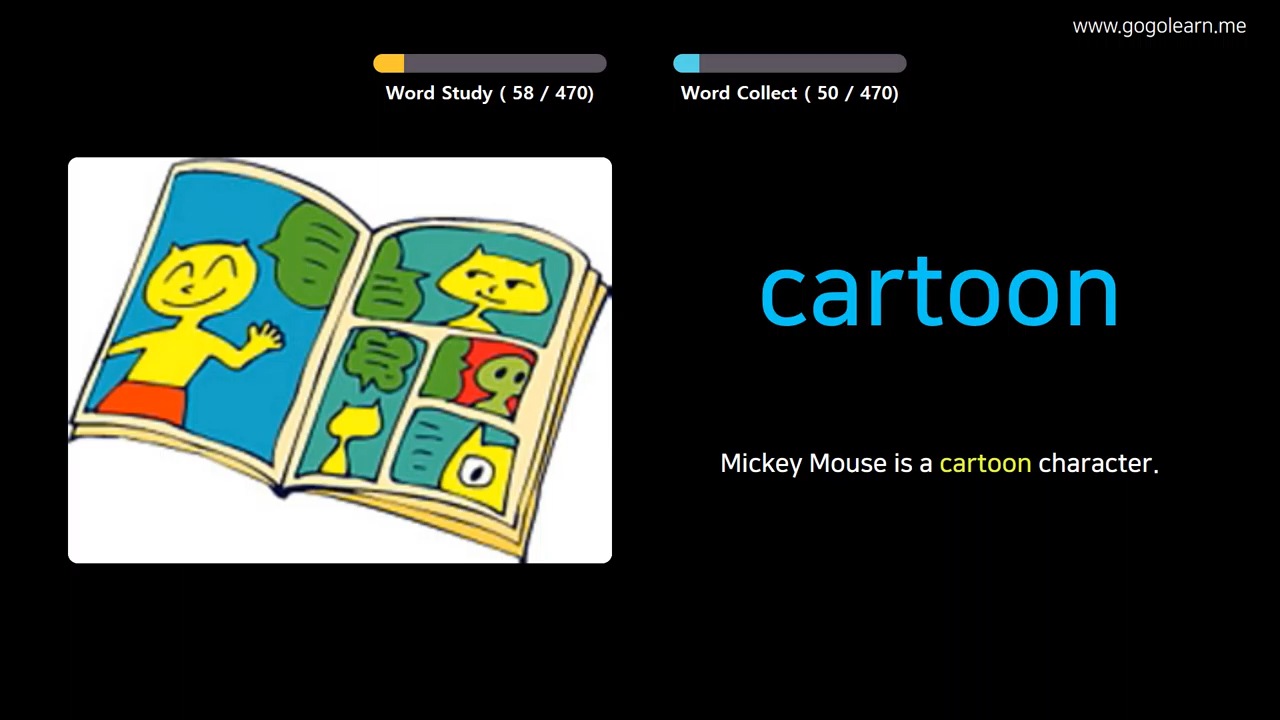 www.gogolearn.me
Word Study ( 58 / 470)
Word Collect ( 50 / 470)
cartoon
Mickey Mouse is a cartoon character.